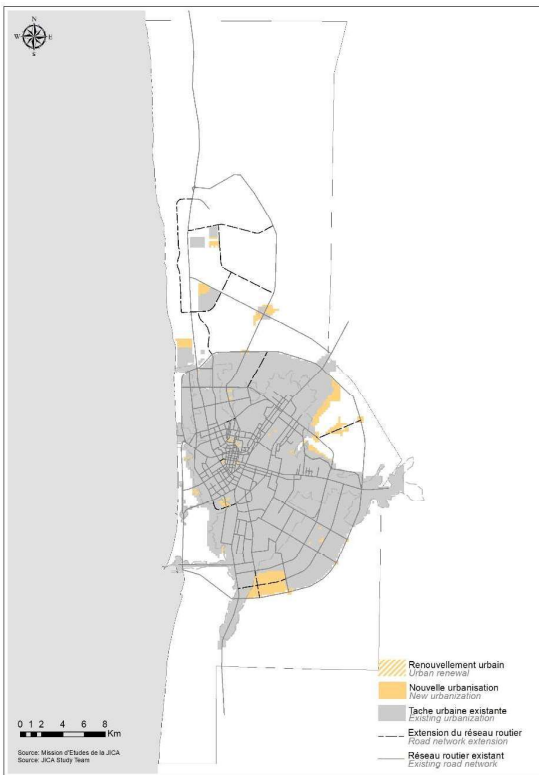 N
W E
S
Renouvellement urbain
Urban renewal
Nouvelle urbanisation
New urbanization
Tache urbaine existante
Existing urbanization
Extension du réseau routier
Road network extension
Réseau routier existant
Existing road network
0 1 2 4 6 8
Km
Source: Mission d'Etudes de la JICA
Source: JICA Study Team